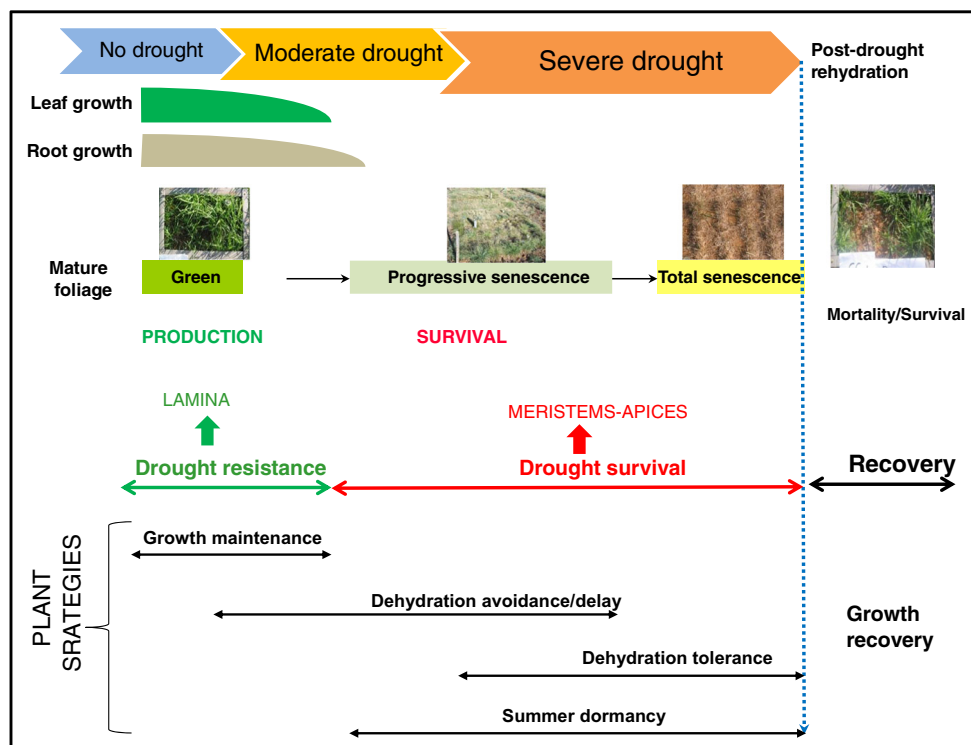 No drought
Moderate drought
Severe drought
Post-drought
rehydration
Leaf growth
Root growth
Mature
foliage
Green
Progressive senescence
Total senescence
Mortality/Survival
PRODUCTION
SURVIVAL
LAMINA
MERISTEMS-APICES
Drought resistance
Drought survival
Recovery
PLANT
SRATEGIES
Growth maintenance
Dehydration avoidance/delay
Growth
recovery
Dehydration tolerance
Summer dormancy